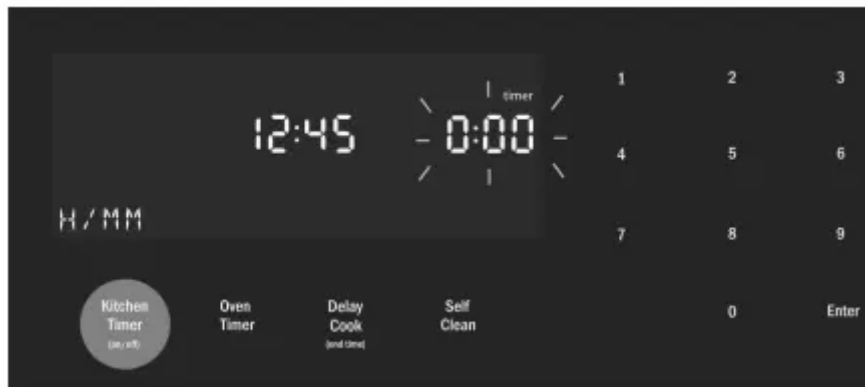 timer
12:45 0:00
H/MM
1 2 3
4 5 6
7 8 9
0 Enter
Kitchen
Timer
(on/off)
Oven
Timer
Delay
Cook
(end time)
Self
Clean